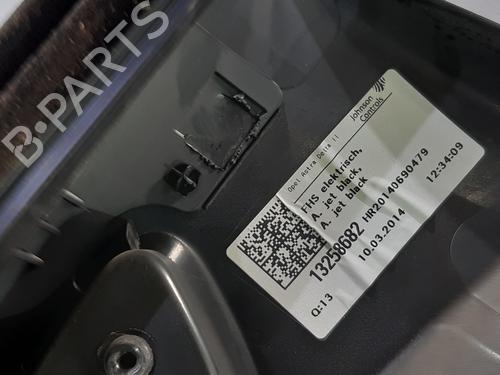 B-PARTS
Johnson
Controls
Opel Astra Delta II
FHS elektrisch,
A. jet black,
A. jet black
13258682 HR20140690479
10.03.2014 12:34:09
Q:13